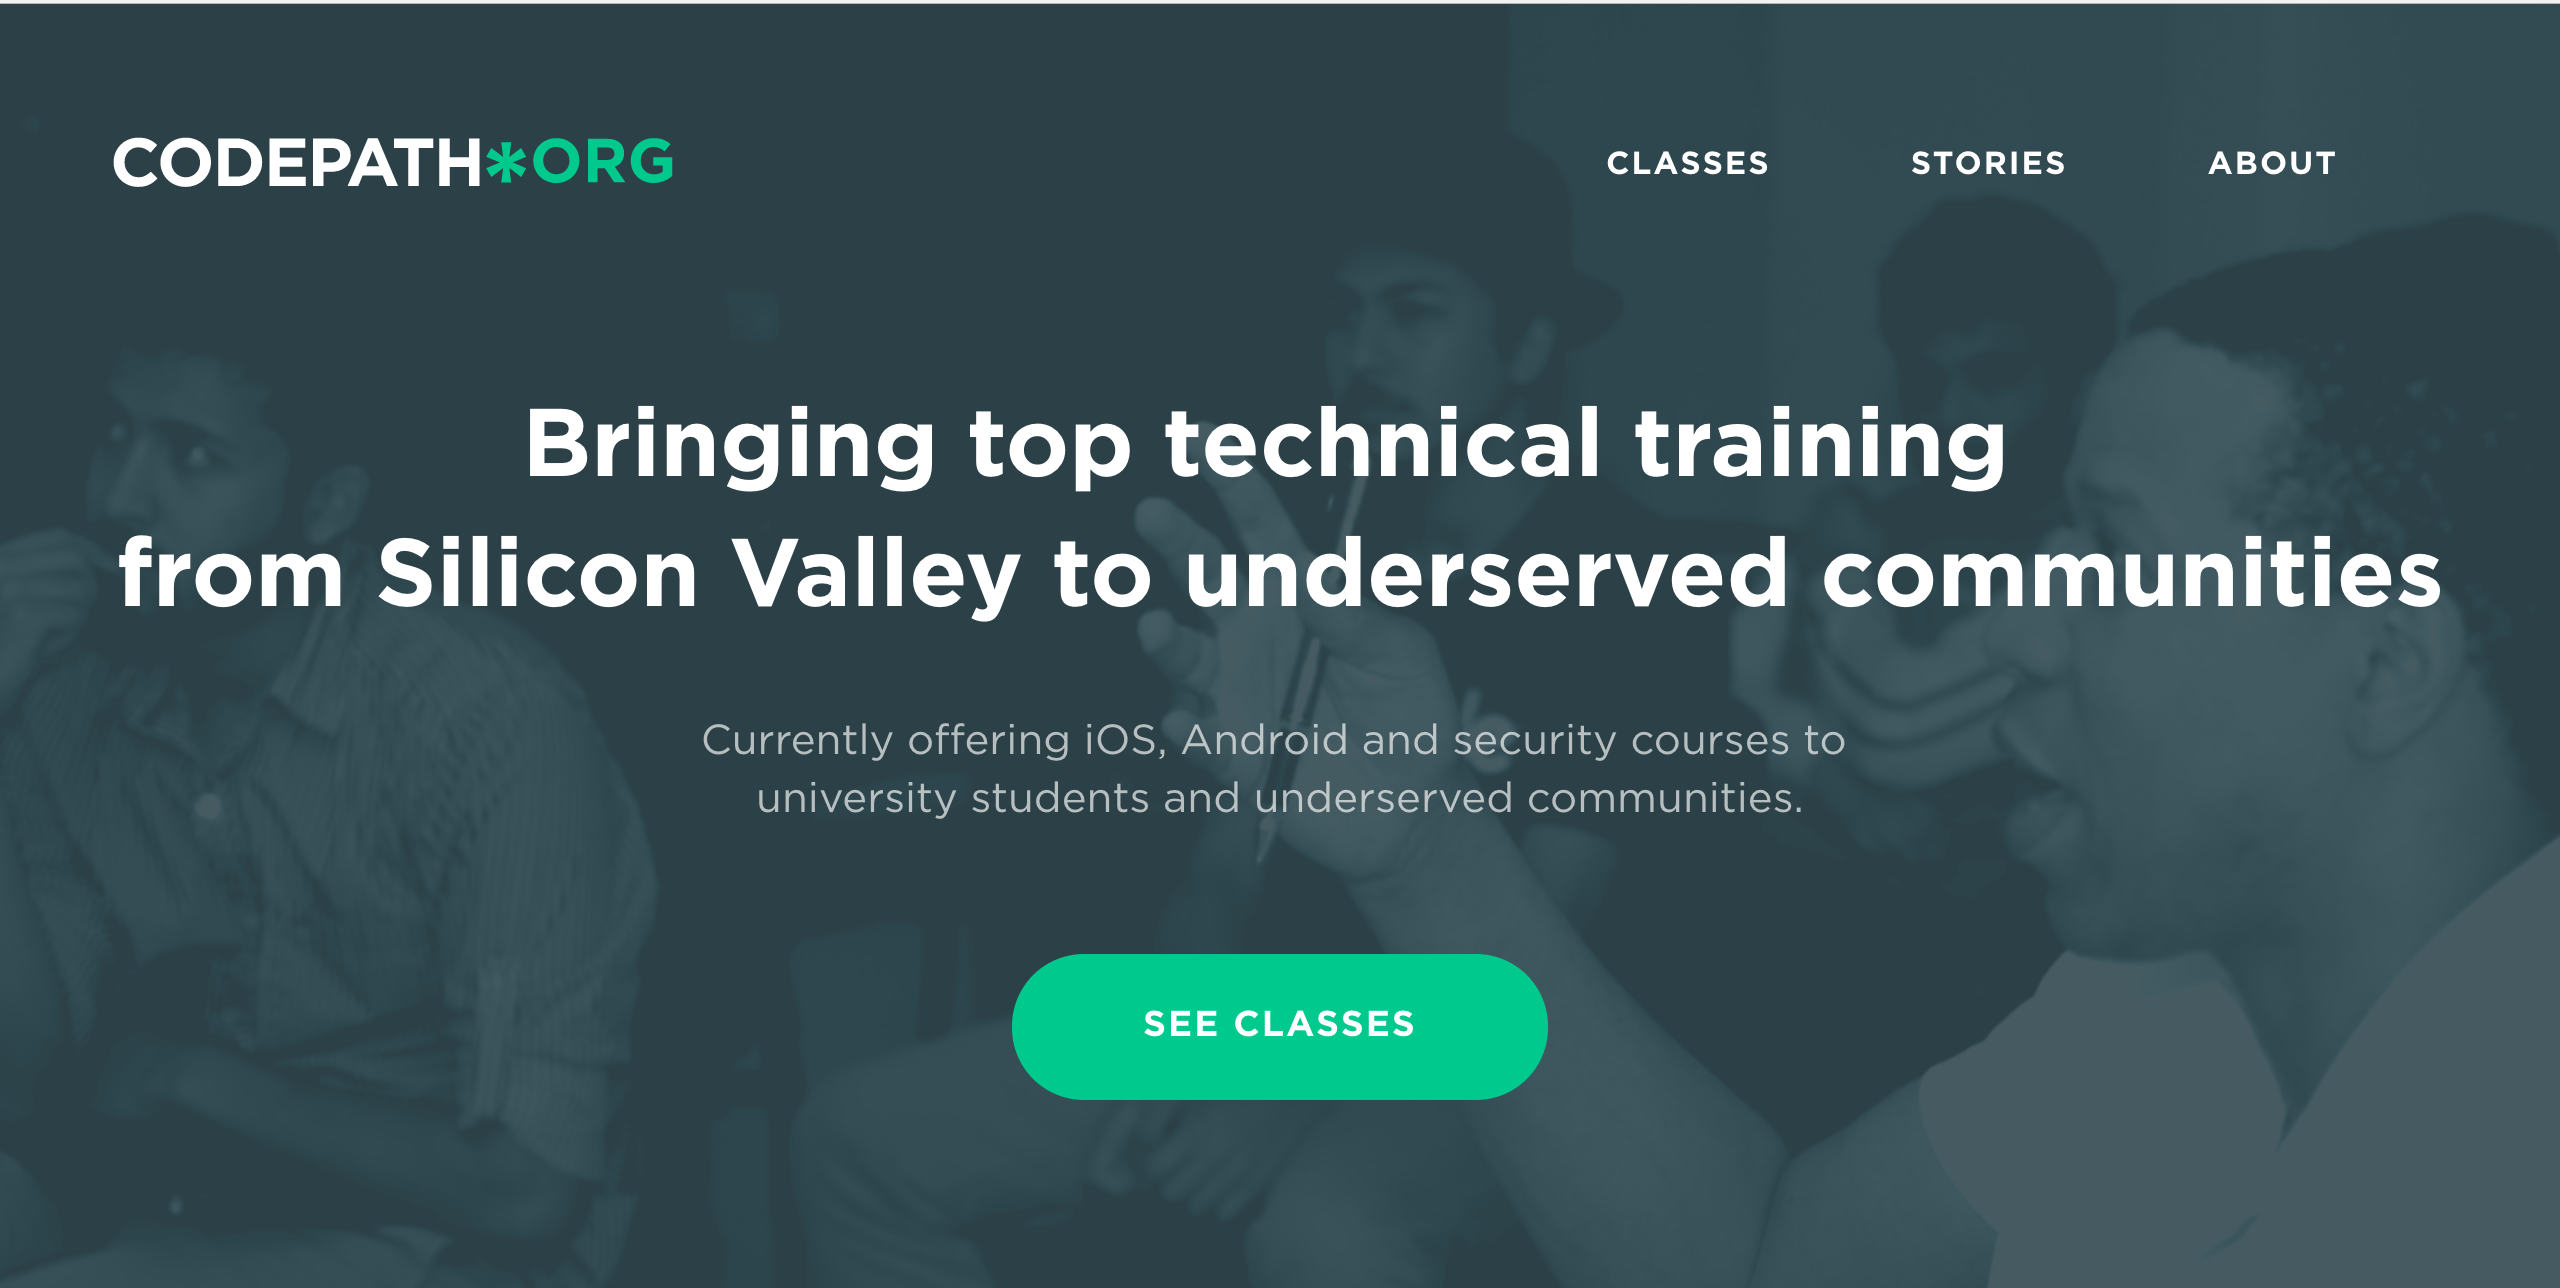 CODEPATH*ORG
CLASSES STORIES ABOUT
Bringing top technical training
from Silicon Valley to underserved communities
Currently offering iOS, Android and security courses to
university students and underserved communities.
SEE CLASSES